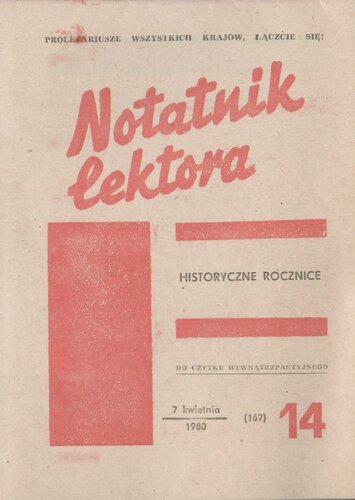 PROLETARIUSZE WSZYSTKICH KRAJÓW, ŁĄCZCIE SIĘ!
Notatnik
lektora
HISTORYCZNE ROCZNICE
DO UŻYTKU WEWNĄTRZPARTYJNEGO
7 kwietnia
1980
(167)
14